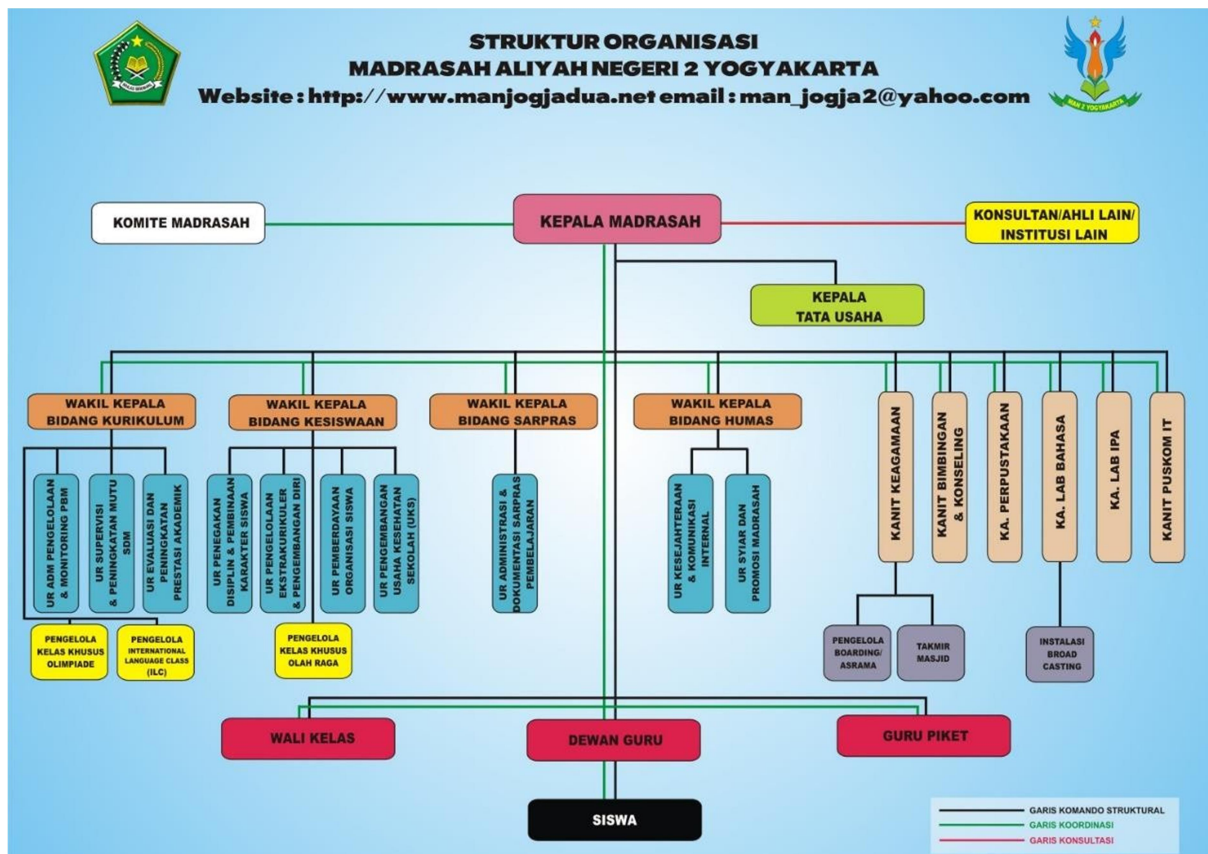 STRUKTUR ORGANISASI
MADRASAH ALIYAH NEGERI 2 YOGYAKARTA
Website : http://www.manjogjadua.net email : man_jogja2@yahoo.com
MAN 2 YOGYAKARTA
KOMITE MADRASAH
KEPALA MADRASAH
KONSULTAN/AHLI LAIN/
INSTITUSI LAIN
KEPALA
TATA USAHA
WAKIL KEPALA
BIDANG KURIKULUM
WAKIL KEPALA
BIDANG KESISWAAN
WAKIL KEPALA
BIDANG SARPRAS
WAKIL KEPALA
BIDANG HUMAS
KANIT KEAGAMAAN
KANIT BIMBINGAN
& KONSELING
KA. PERPUSTAKAAN
KA. LAB BAHASA
KA. LAB IPA
KANIT PUSKOM IT
UR ADM PENGELOLAAN
& MONITORING PBM
UR SUPERVISI
& PENINGKATAN MUTU
SDM
UR EVALUASI DAN
PENINGKATAN
PRESTASI AKADEMIK
UR PENEGAKAN
DISIPLIN & PEMBINAAN
KARAKTER SISWA
UR PENGELOLAAN
EKSTRAKURIKULER
& PENGEMBANGAN DIRI
UR PEMBERDAYAAN
ORGANISASI SISWA
UR PENGEMBANGAN
USAHA KESEHATAN
SEKOLAH (UKS)
UR ADMINISTRASI &
DOKUMENTASI SARPRAS
PEMBELAJARAN
UR KESEJAHTERAAN
& KOMUNIKASI
INTERNAL
UR SYIAR DAN
PROMOSI MADRASAH
PENGELOLA
KELAS KHUSUS
OLIMPIADE
PENGELOLA
INTERNATIONAL
LANGUAGE CLASS
(ILC)
PENGELOLA
KELAS KHUSUS
OLAH RAGA
PENGELOLA
BOARDING/
ASRAMA
TAKMIR
MASJID
INSTALASI
BROAD
CASTING
WALI KELAS
DEWAN GURU
GURU PIKET
SISWA
GARIS KOMANDO STRUKTURAL
GARIS KOORDINASI
GARIS KONSULTASI